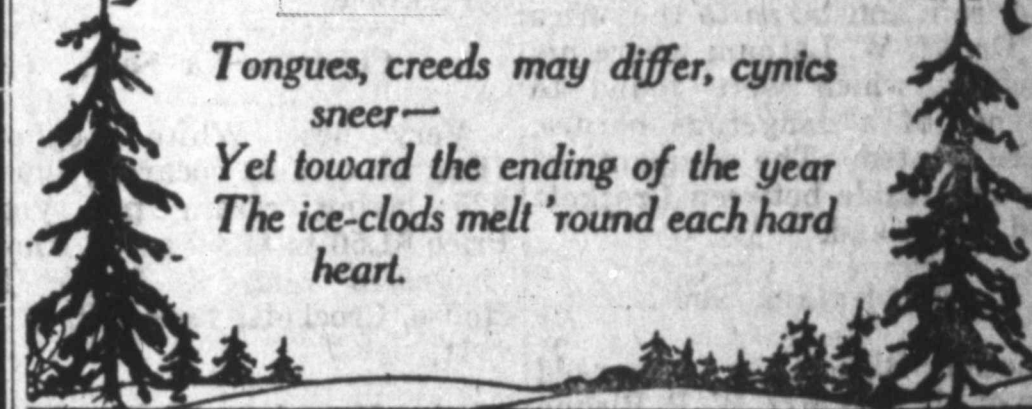 Tongues, creeds may differ, cynics
sneer—
Yet toward the ending of the year
The ice-clods melt 'round each hard
heart.